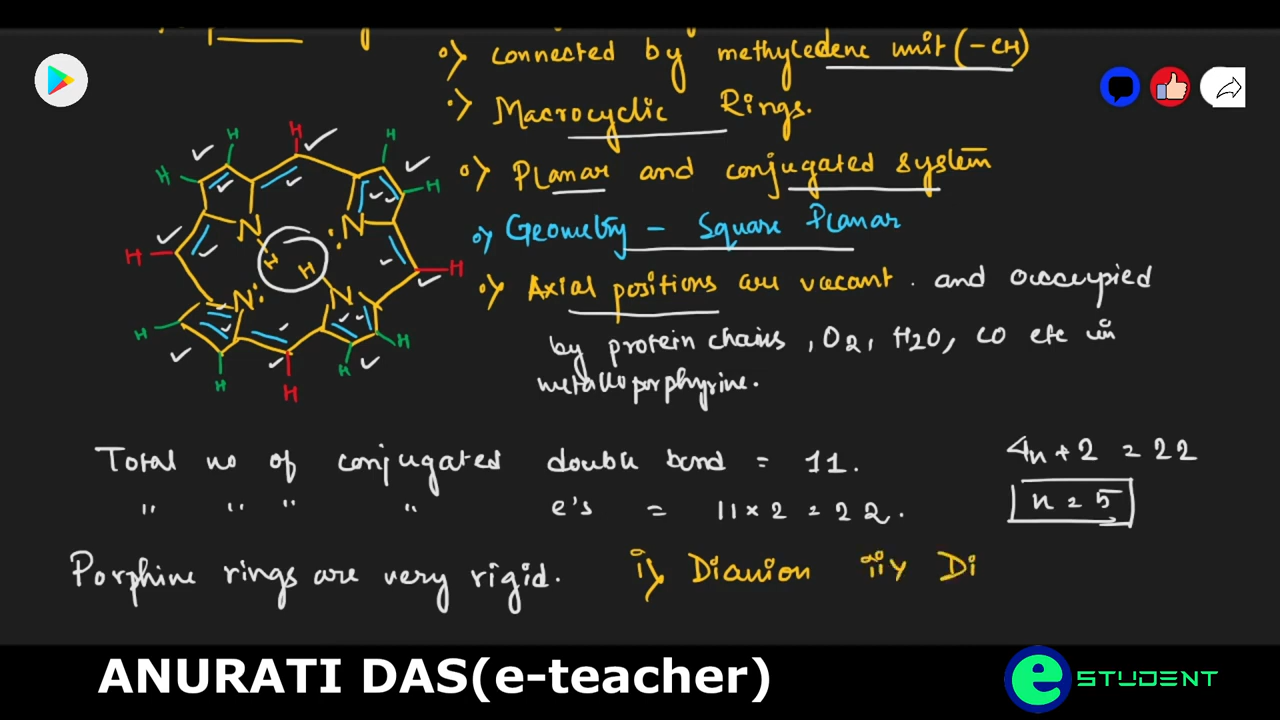 connected by methyledene unit (-CH)
Macrocyclic Rings.
Planar and conjugated system
Geometry - Square Planar
Axial positions are vacant. and occupied
by protein chains, O2, H2O, CO etc in
metalloporphyrine.
H H H H H H H H H H H H
N N N N
H H
Total no of conjugated double bond = 11.
" " " " e's = 11 x 2 = 22.
4n + 2 = 22
n = 5
Porphine rings are very rigid. i) Dianion ii) Di
ANURATI DAS(e-teacher)
e STUDENT